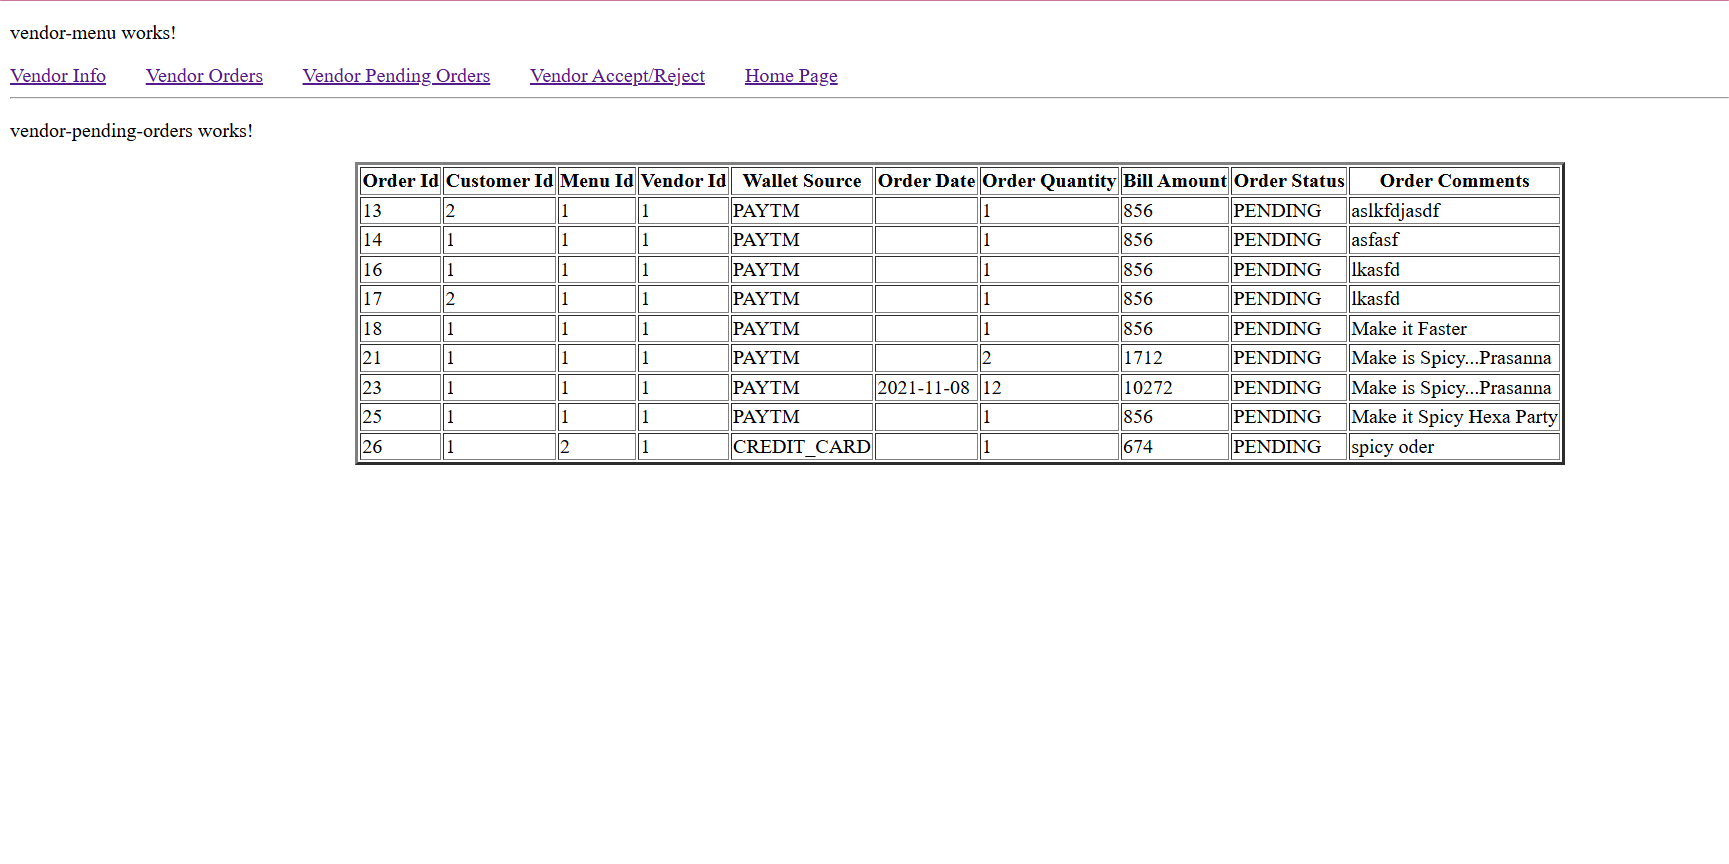 vendor-menu works!
Vendor Info Vendor Orders Vendor Pending Orders Vendor Accept/Reject Home Page
vendor-pending-orders works!
Order Id Customer Id Menu Id Vendor Id Wallet Source Order Date Order Quantity Bill Amount Order Status Order Comments
13 2 1 1 PAYTM 1 856 PENDING aslkfdjasdf
14 1 1 1 PAYTM 1 856 PENDING asfasf
16 1 1 1 PAYTM 1 856 PENDING lkasfd
17 2 1 1 PAYTM 1 856 PENDING lkasfd
18 1 1 1 PAYTM 1 856 PENDING Make it Faster
21 1 1 1 PAYTM 2 1712 PENDING Make is Spicy...Prasanna
23 1 1 1 PAYTM 2021-11-08 12 10272 PENDING Make is Spicy...Prasanna
25 1 1 1 PAYTM 1 856 PENDING Make it Spicy Hexa Party
26 1 2 1 CREDIT_CARD 1 674 PENDING spicy oder